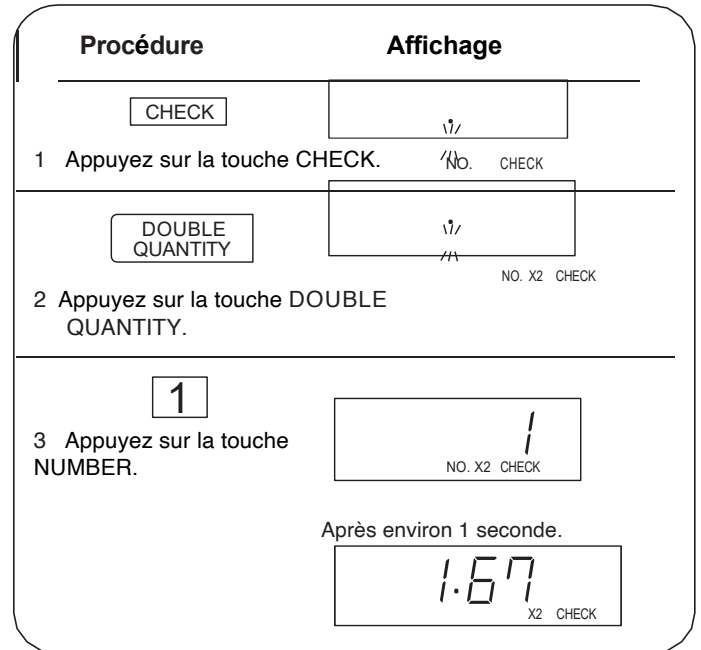 Procédure Affichage
CHECK
1 Appuyez sur la touche CHECK. NO. CHECK
DOUBLE
QUANTITY
NO. X2 CHECK
2 Appuyez sur la touche DOUBLE
QUANTITY.
1
3 Appuyez sur la touche
NUMBER.
1
NO. X2 CHECK
Après environ 1 seconde.
1.67
X2 CHECK